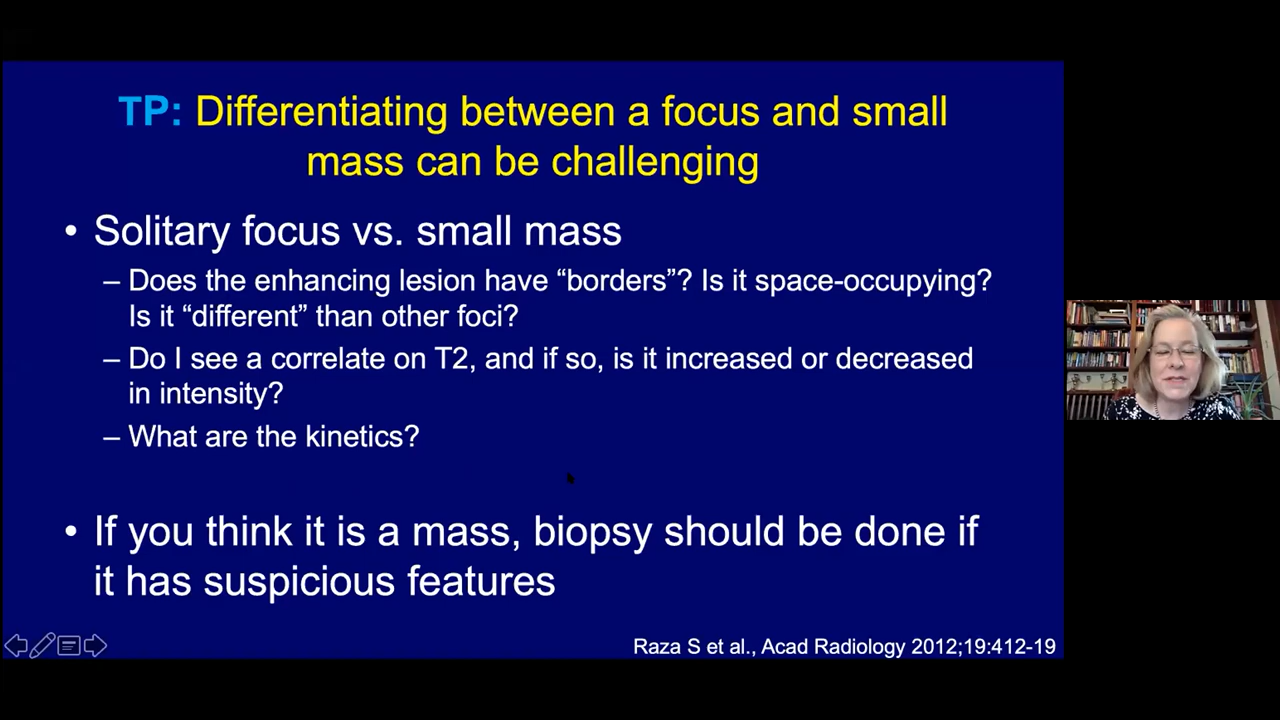 TP: Differentiating between a focus and small
mass can be challenging
• Solitary focus vs. small mass
– Does the enhancing lesion have “borders”? Is it space-occupying?
Is it “different” than other foci?
– Do I see a correlate on T2, and if so, is it increased or decreased
in intensity?
– What are the kinetics?
• If you think it is a mass, biopsy should be done if
it has suspicious features
Raza S et al., Acad Radiology 2012;19:412-19